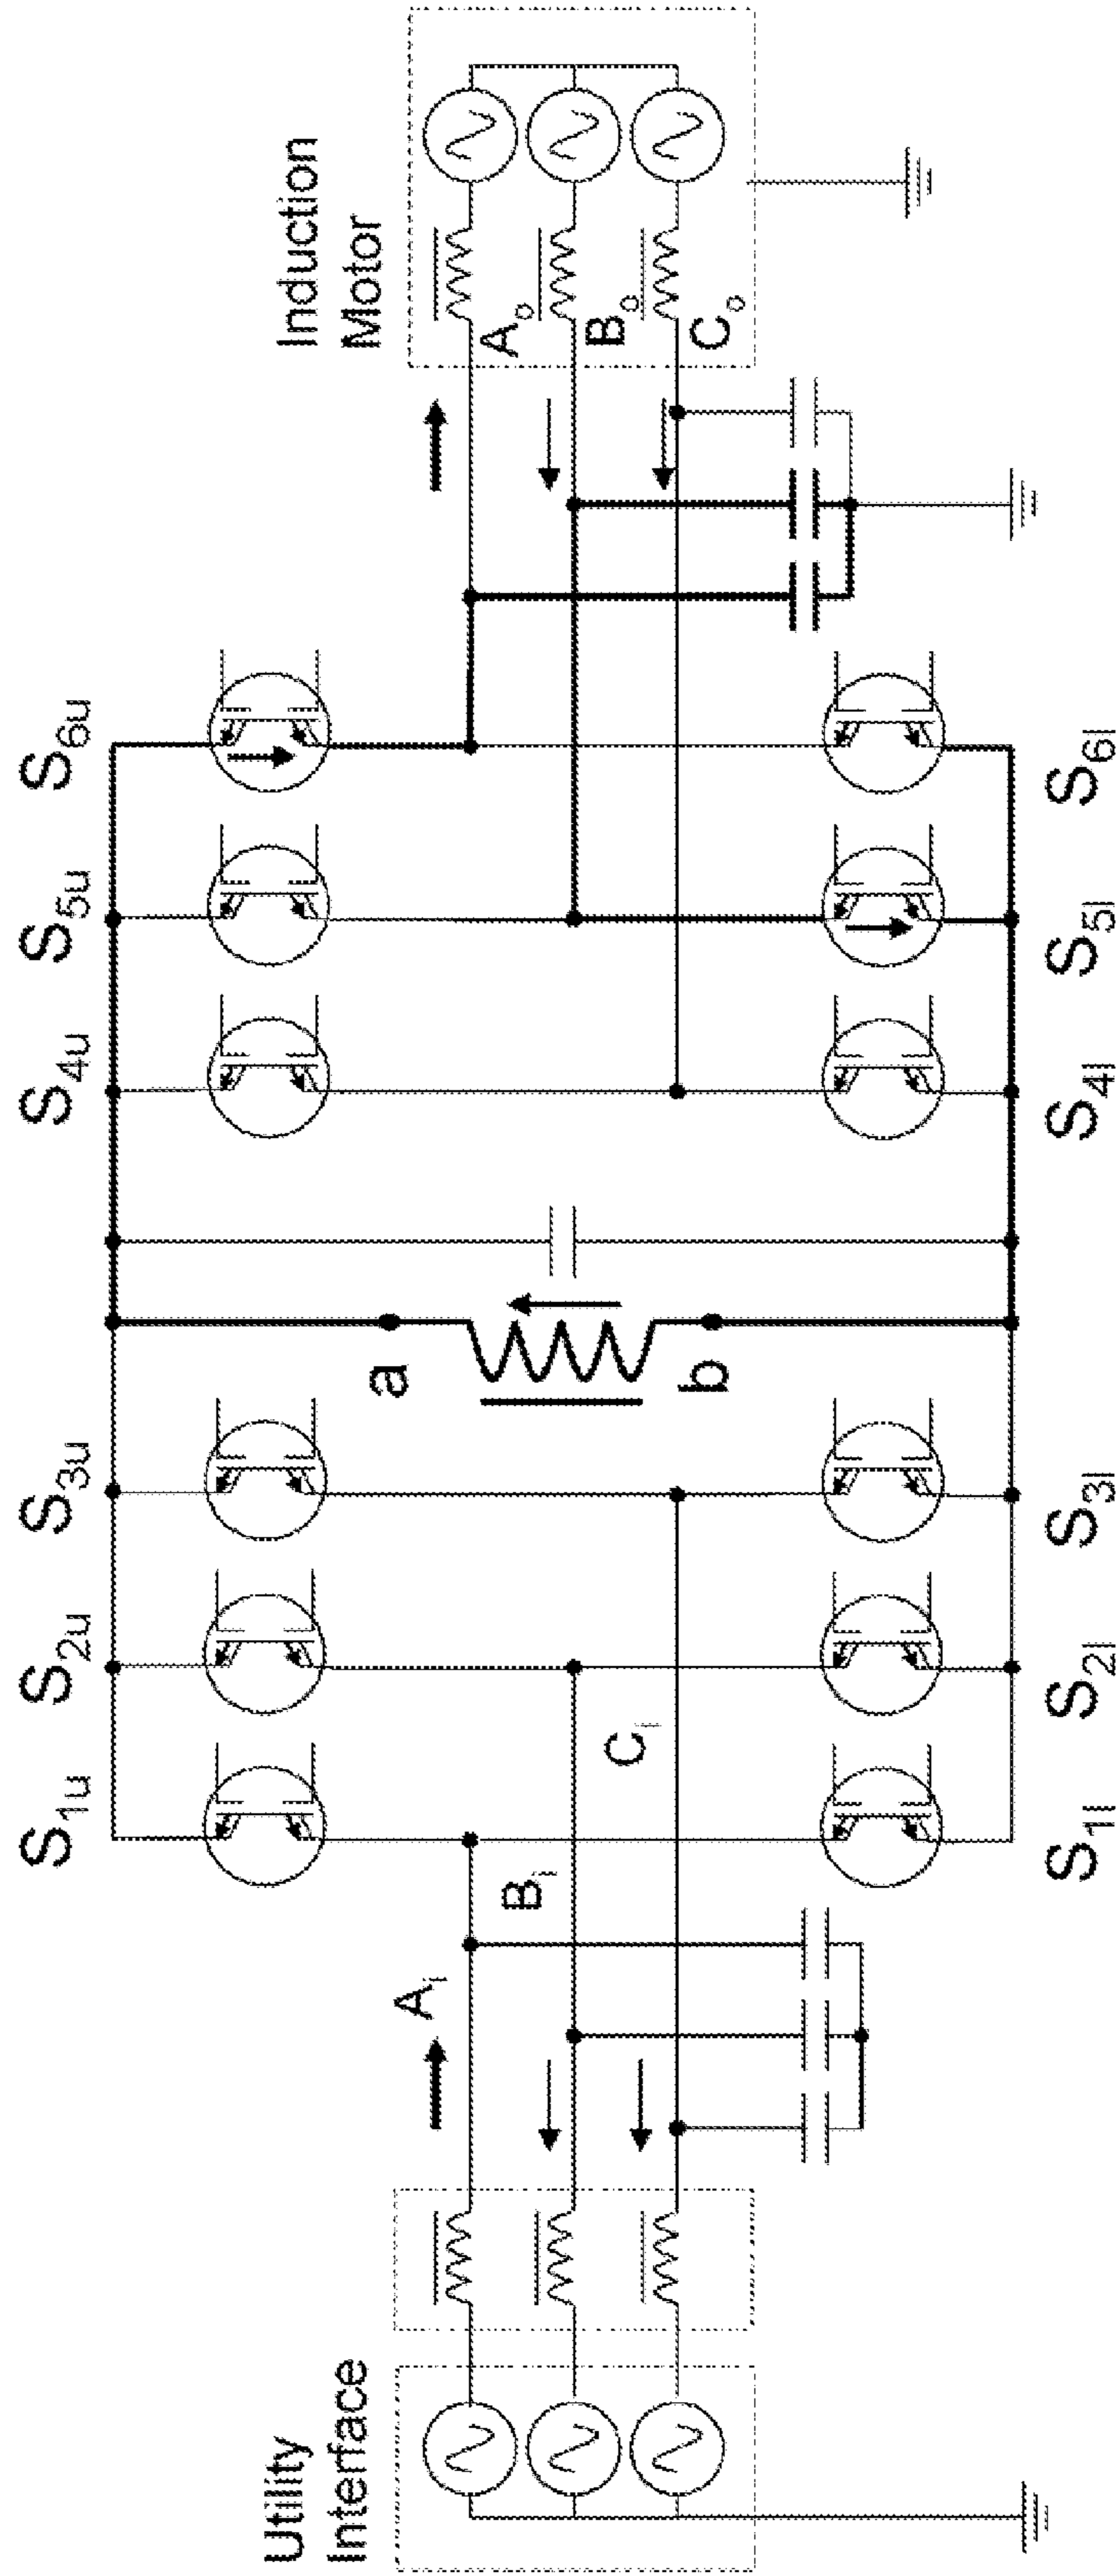 Utility
Interface
Induction
Motor
S1u
S2u
S3u
S4u
S5u
S6u
a
b
Ai
Bi
Ci
Ao
Bo
Co
S1l
S2l
S3l
S4l
S5l
S6l